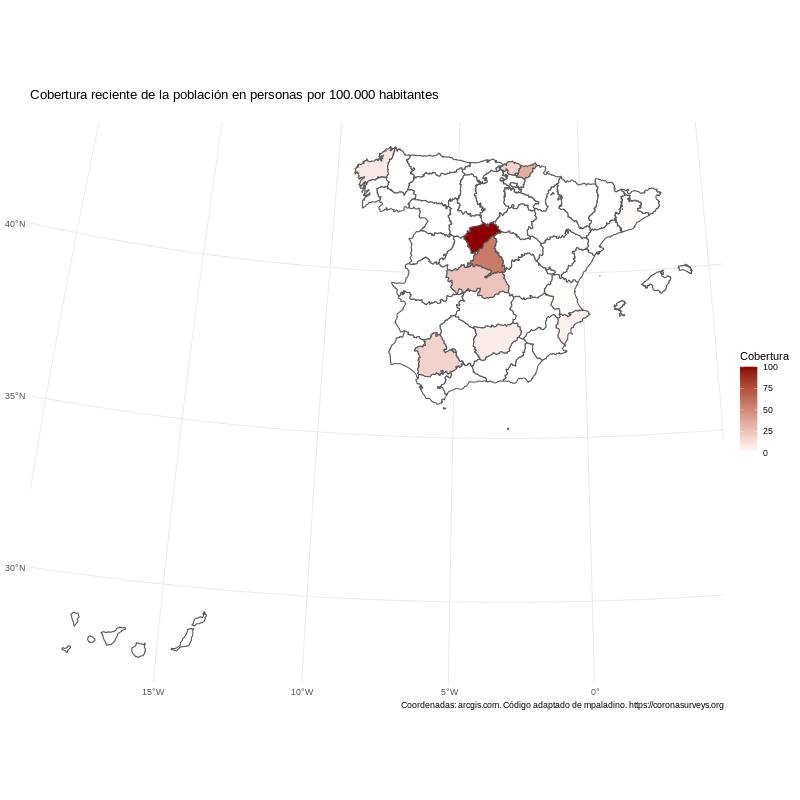 Cobertura reciente de la población en personas por 100.000 habitantes
40°N
35°N
30°N
15°W
10°W
5°W
0°
Cobertura
100
75
50
25
0
Coordenadas: arcgis.com. Código adaptado de mpaladino. https://coronasurveys.org